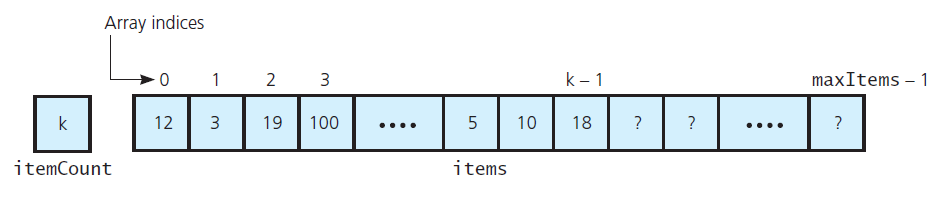 Array indices
0 1 2 3 k – 1 maxItems – 1
k 12 3 19 100 •••• 5 10 18 ? ? •••• ?
itemCount items